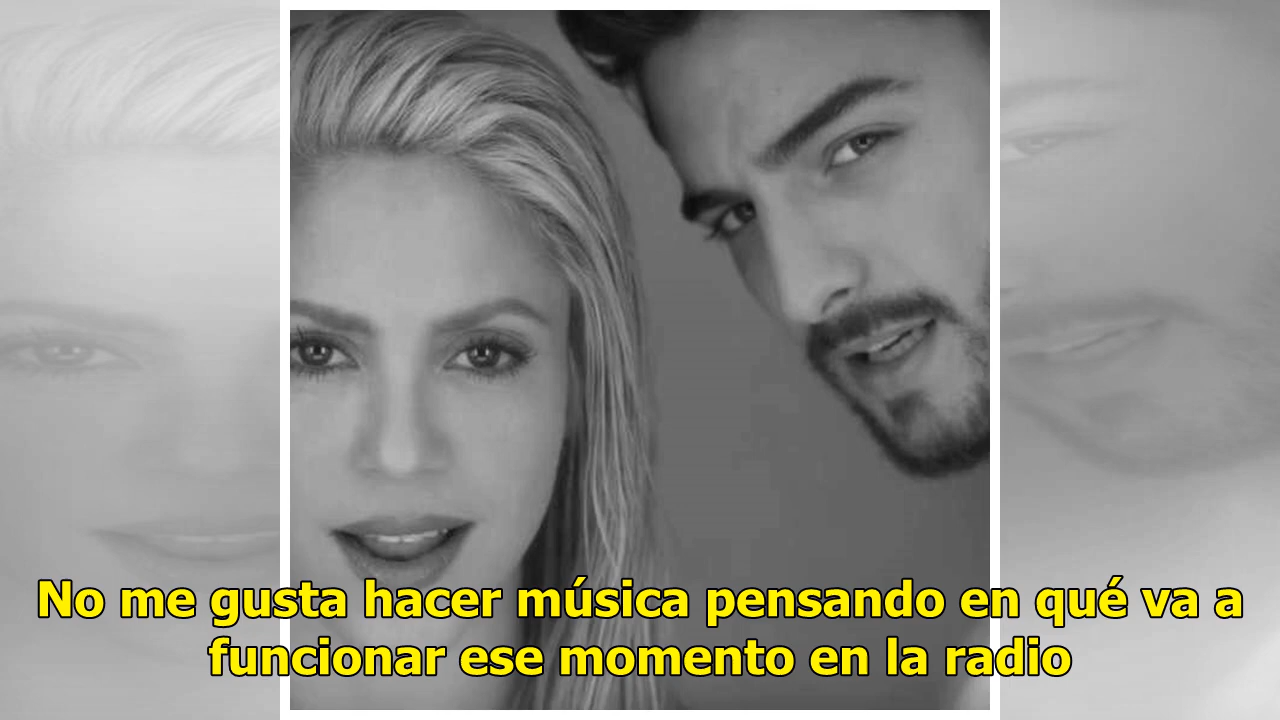 No me gusta hacer música pensando en qué va a
funcionar ese momento en la radio